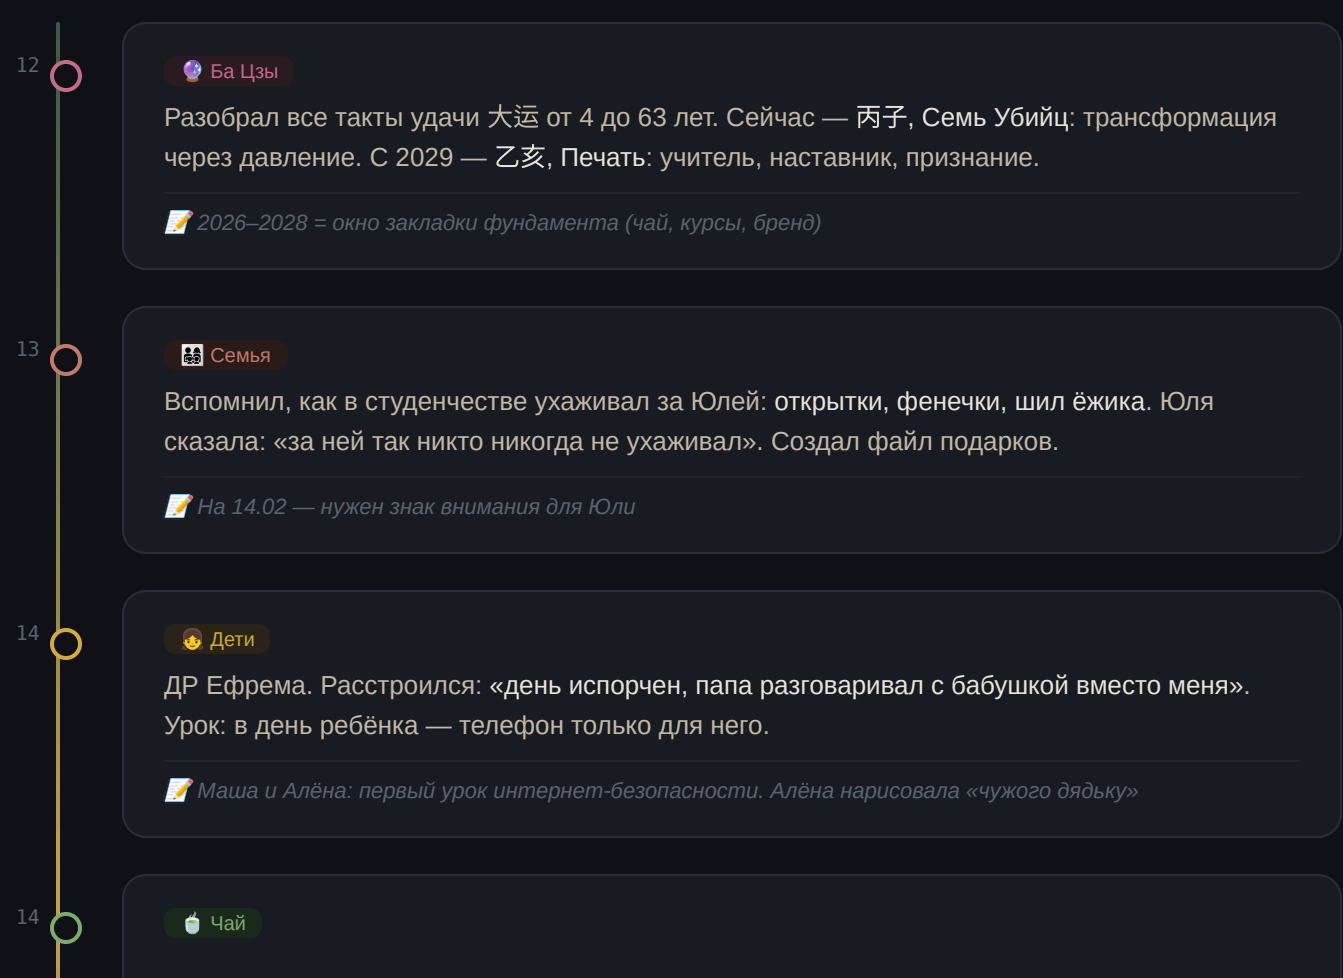 12
🔮 Ба Цзы
Разобрал все такты удачи 大运 от 4 до 63 лет. Сейчас — 丙子, Семь Убийц: трансформация
через давление. С 2029 — 乙亥, Печать: учитель, наставник, признание.
📝 2026–2028 = окно закладки фундамента (чай, курсы, бренд)
13
👨‍👩‍👧‍👦 Семья
Вспомнил, как в студенчестве ухаживал за Юлей: открытки, фенечки, шил ёжика. Юля
сказала: «за ней так никто никогда не ухаживал». Создал файл подарков.
📝 На 14.02 — нужен знак внимания для Юли
14
👧 Дети
ДР Ефрема. Расстроился: «день испорчен, папа разговаривал с бабушкой вместо меня».
Урок: в день ребёнка — телефон только для него.
📝 Маша и Алёна: первый урок интернет-безопасности. Алёна нарисовала «чужого дядьку»
14
🍵 Чай